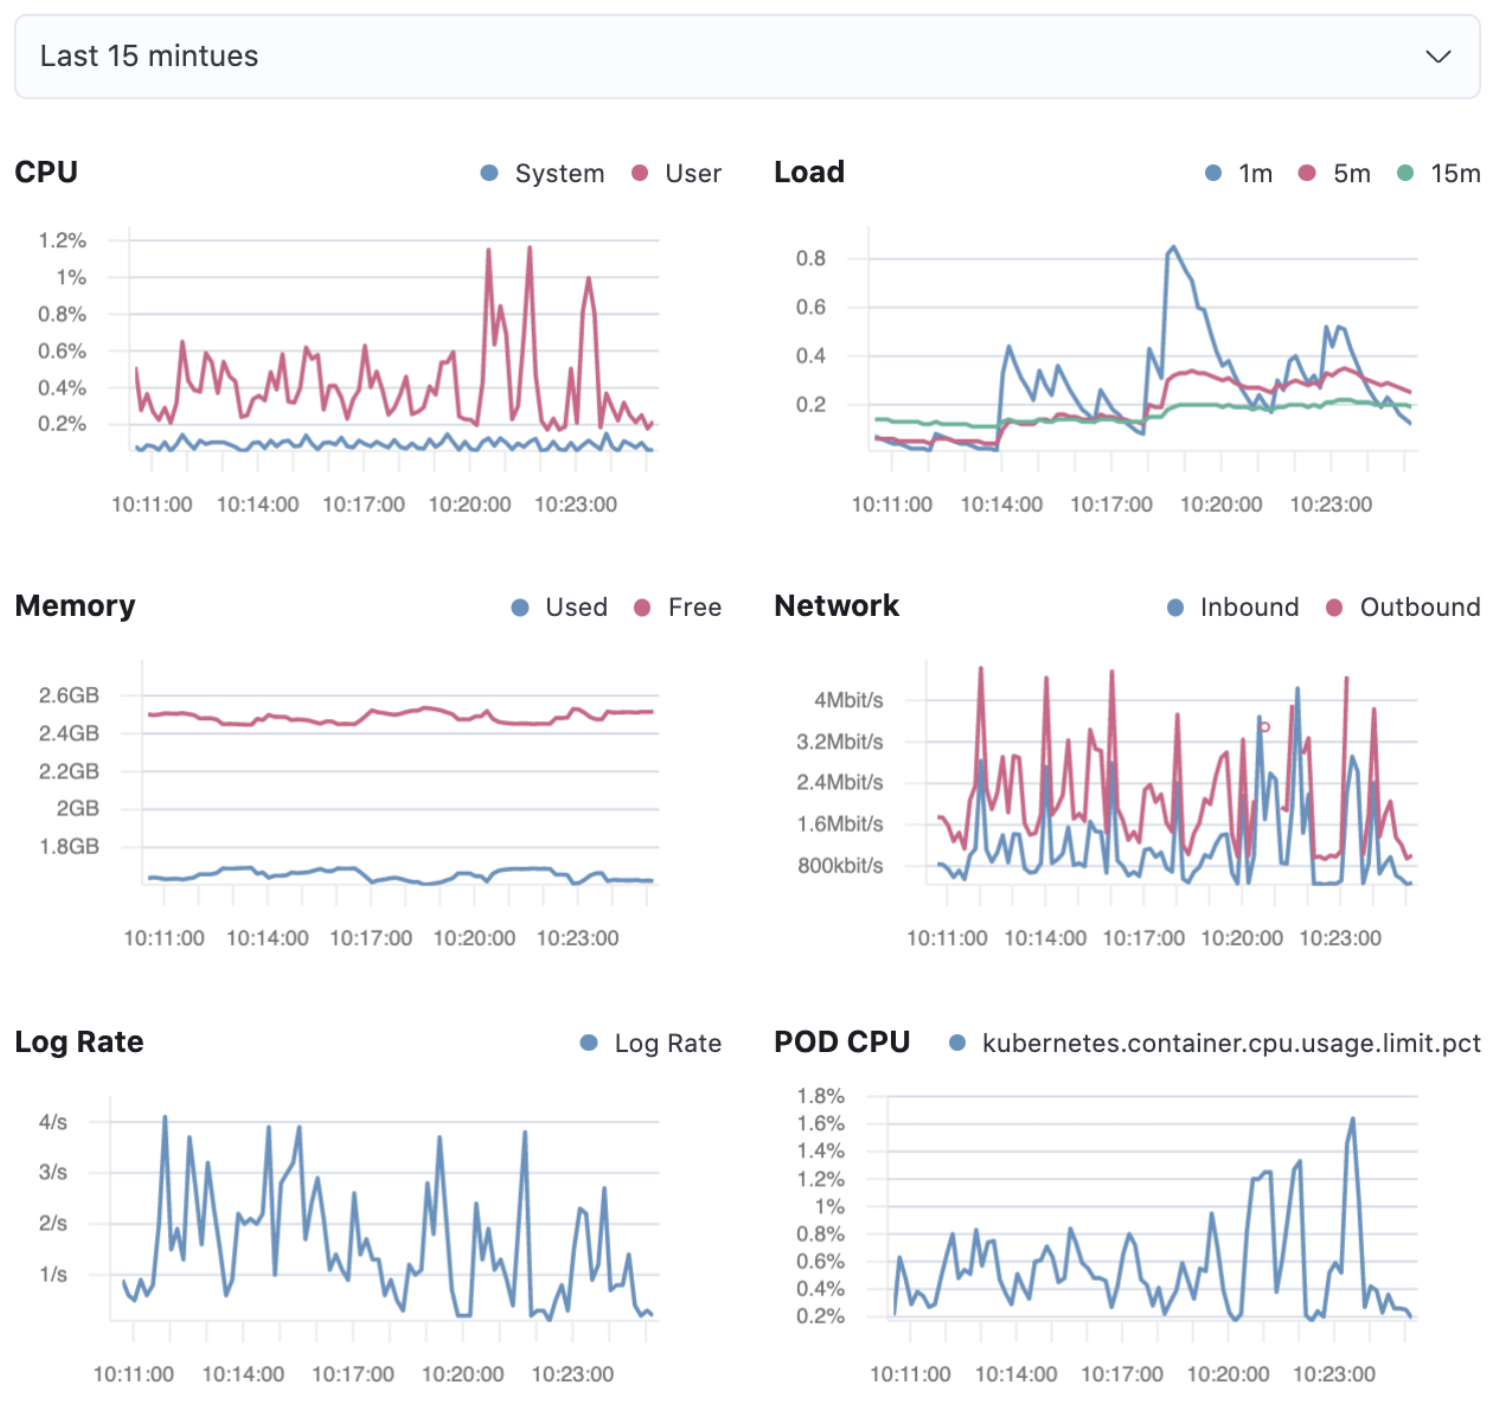 Last 15 mintues
CPU
System
User
1.2%
1%
0.8%
0.6%
0.4%
0.2%
10:11:00 10:14:00 10:17:00 10:20:00 10:23:00
Load
1m
5m
15m
0.8
0.6
0.4
0.2
10:11:00 10:14:00 10:17:00 10:20:00 10:23:00
Memory
Used
Free
2.6GB
2.4GB
2.2GB
2GB
1.8GB
10:11:00 10:14:00 10:17:00 10:20:00 10:23:00
Network
Inbound
Outbound
4Mbit/s
3.2Mbit/s
2.4Mbit/s
1.6Mbit/s
800kbit/s
10:11:00 10:14:00 10:17:00 10:20:00 10:23:00
Log Rate
Log Rate
4/s
3/s
2/s
1/s
10:11:00 10:14:00 10:17:00 10:20:00 10:23:00
POD CPU
kubernetes.container.cpu.usage.limit.pct
1.8%
1.6%
1.4%
1.2%
1%
0.8%
0.6%
0.4%
0.2%
10:11:00 10:14:00 10:17:00 10:20:00 10:23:00